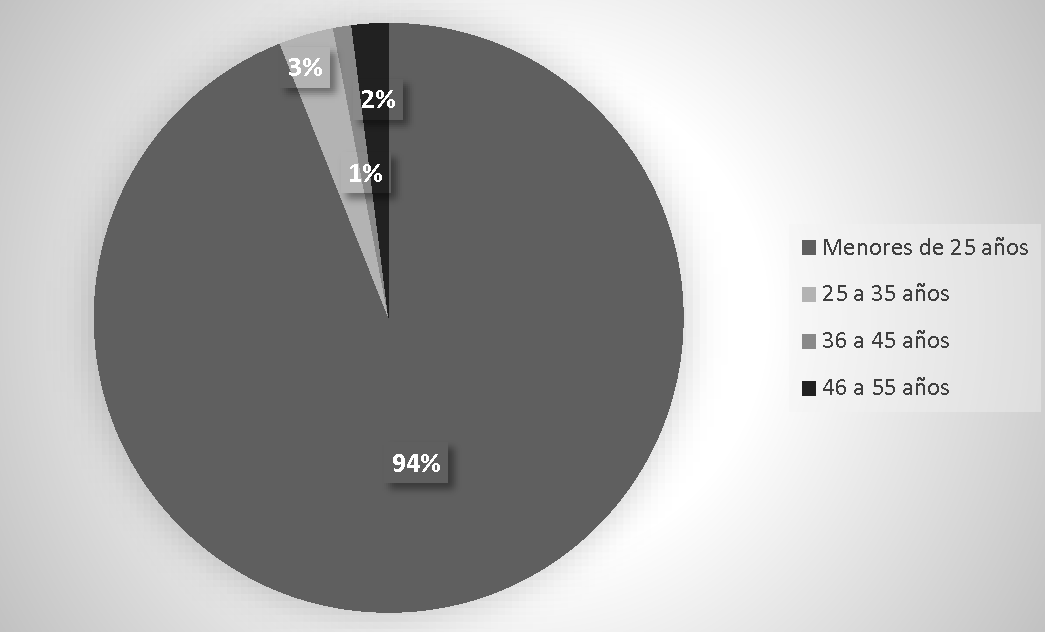 3%
2%
1%
94%
Menores de 25 años
25 a 35 años
36 a 45 años
46 a 55 años